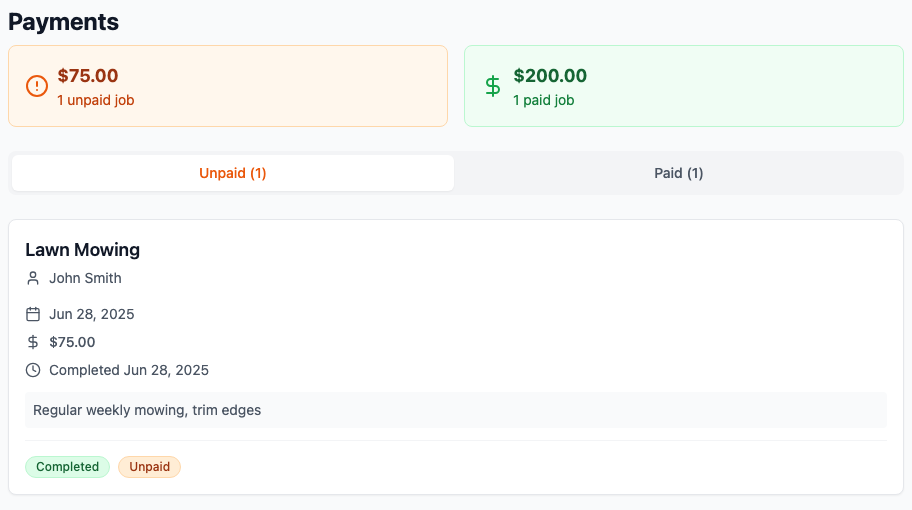 Payments
$75.00
1 unpaid job
$200.00
1 paid job
Unpaid (1)
Paid (1)
Lawn Mowing
John Smith
Jun 28, 2025
$75.00
Completed Jun 28, 2025
Regular weekly mowing, trim edges
Completed
Unpaid